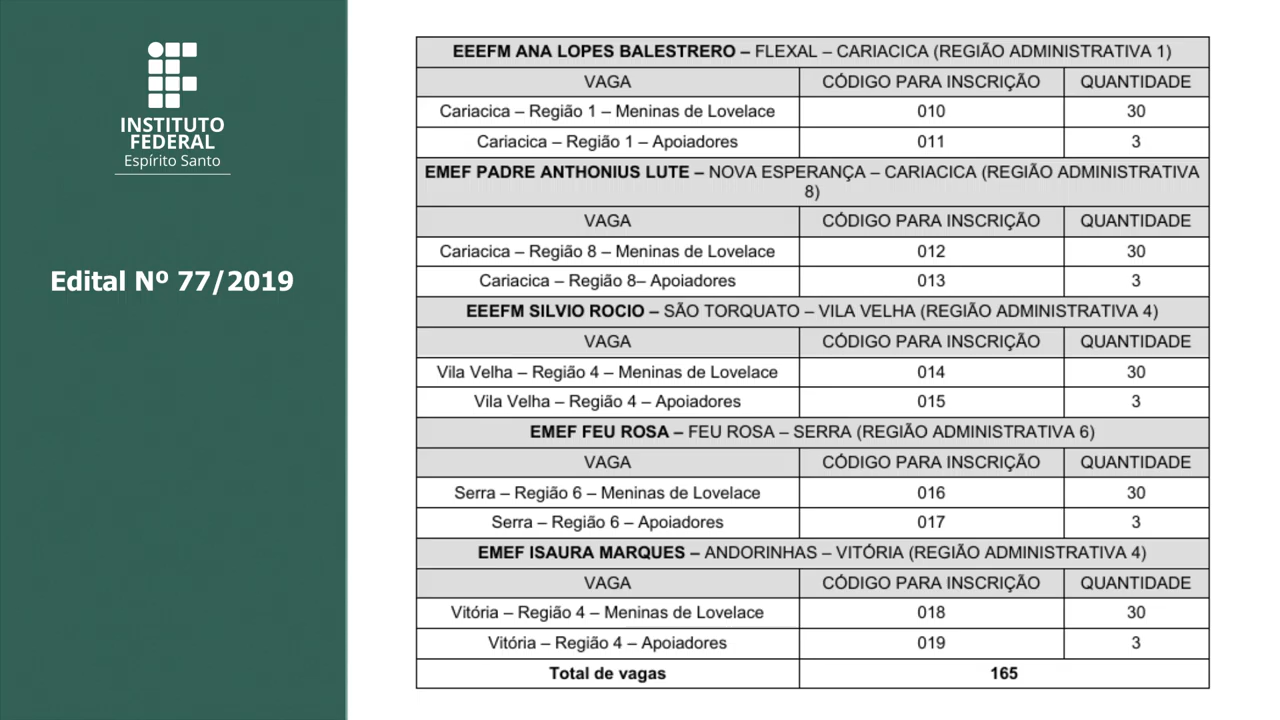 INSTITUTO
FEDERAL
Espírito Santo
Edital Nº 77/2019
EEEFM ANA LOPES BALESTRERO – FLEXAL – CARIACICA (REGIÃO ADMINISTRATIVA 1)
VAGA CÓDIGO PARA INSCRIÇÃO QUANTIDADE
Cariacica – Região 1 – Meninas de Lovelace 010 30
Cariacica – Região 1 – Apoiadores 011 3
EMEF PADRE ANTHONIUS LUTE – NOVA ESPERANÇA – CARIACICA (REGIÃO ADMINISTRATIVA
8)
VAGA CÓDIGO PARA INSCRIÇÃO QUANTIDADE
Cariacica – Região 8 – Meninas de Lovelace 012 30
Cariacica – Região 8– Apoiadores 013 3
EEEFM SILVIO ROCIO – SÃO TORQUATO – VILA VELHA (REGIÃO ADMINISTRATIVA 4)
VAGA CÓDIGO PARA INSCRIÇÃO QUANTIDADE
Vila Velha – Região 4 – Meninas de Lovelace 014 30
Vila Velha – Região 4 – Apoiadores 015 3
EMEF FEU ROSA – FEU ROSA – SERRA (REGIÃO ADMINISTRATIVA 6)
VAGA CÓDIGO PARA INSCRIÇÃO QUANTIDADE
Serra – Região 6 – Meninas de Lovelace 016 30
Serra – Região 6 – Apoiadores 017 3
EMEF ISAURA MARQUES – ANDORINHAS – VITÓRIA (REGIÃO ADMINISTRATIVA 4)
VAGA CÓDIGO PARA INSCRIÇÃO QUANTIDADE
Vitória – Região 4 – Meninas de Lovelace 018 30
Vitória – Região 4 – Apoiadores 019 3
Total de vagas 165